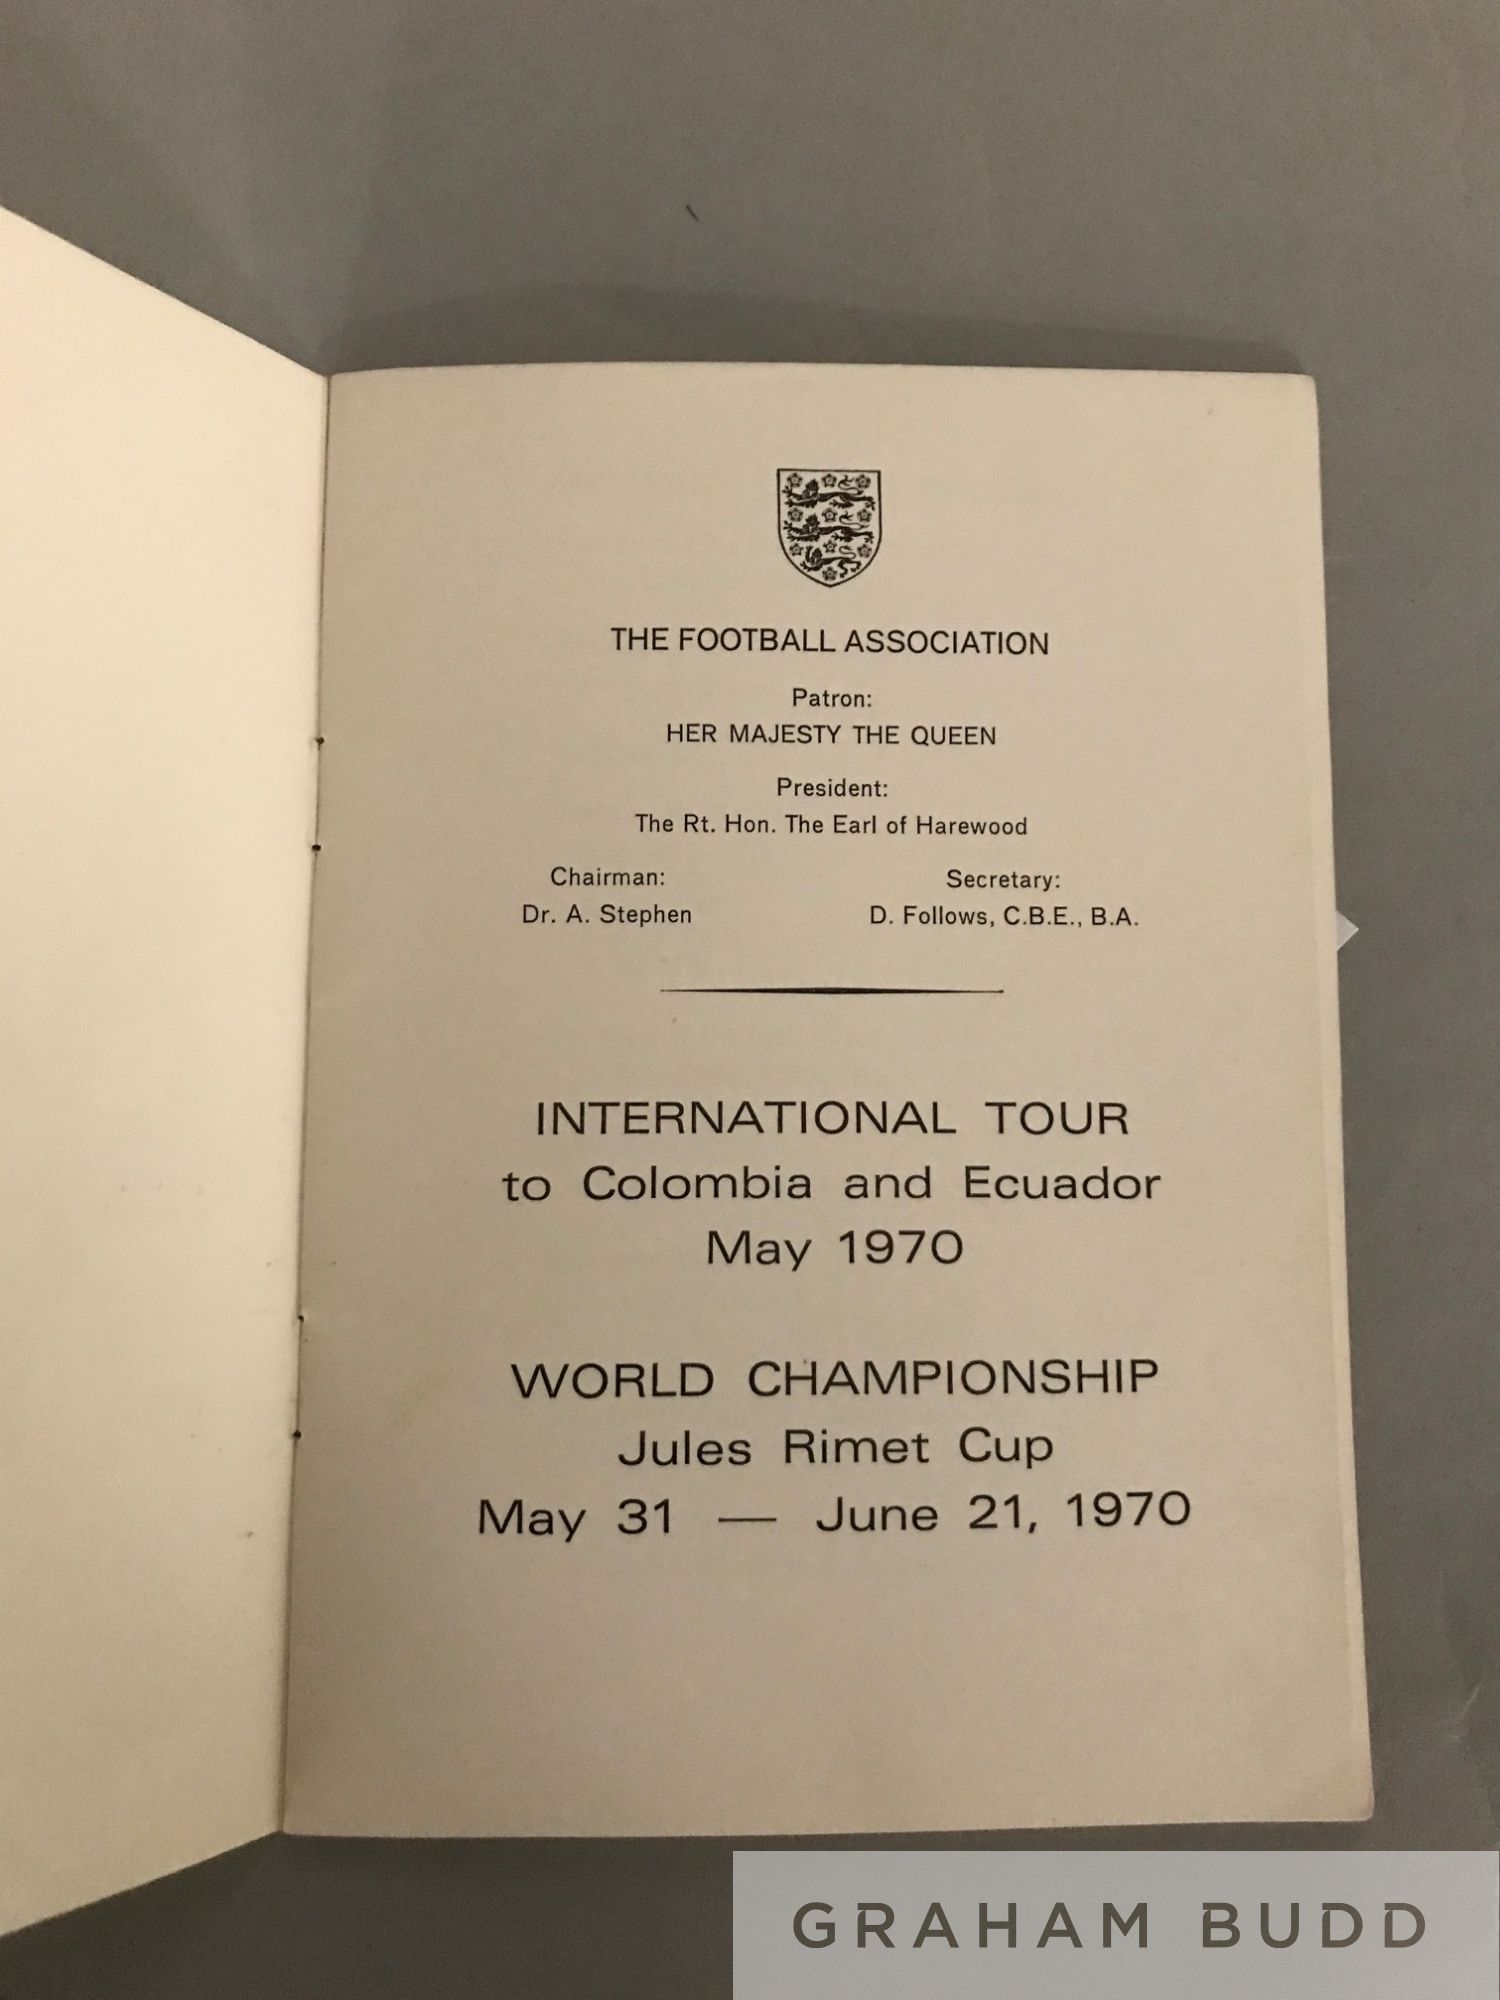 THE FOOTBALL ASSOCIATION
Patron:
HER MAJESTY THE QUEEN
President:
The Rt. Hon. The Earl of Harewood
Chairman:
Dr. A. Stephen
Secretary:
D. Follows, C.B.E., B.A.
INTERNATIONAL TOUR
to Colombia and Ecuador
May 1970
WORLD CHAMPIONSHIP
Jules Rimet Cup
May 31 — June 21, 1970
GRAHAM BUDD